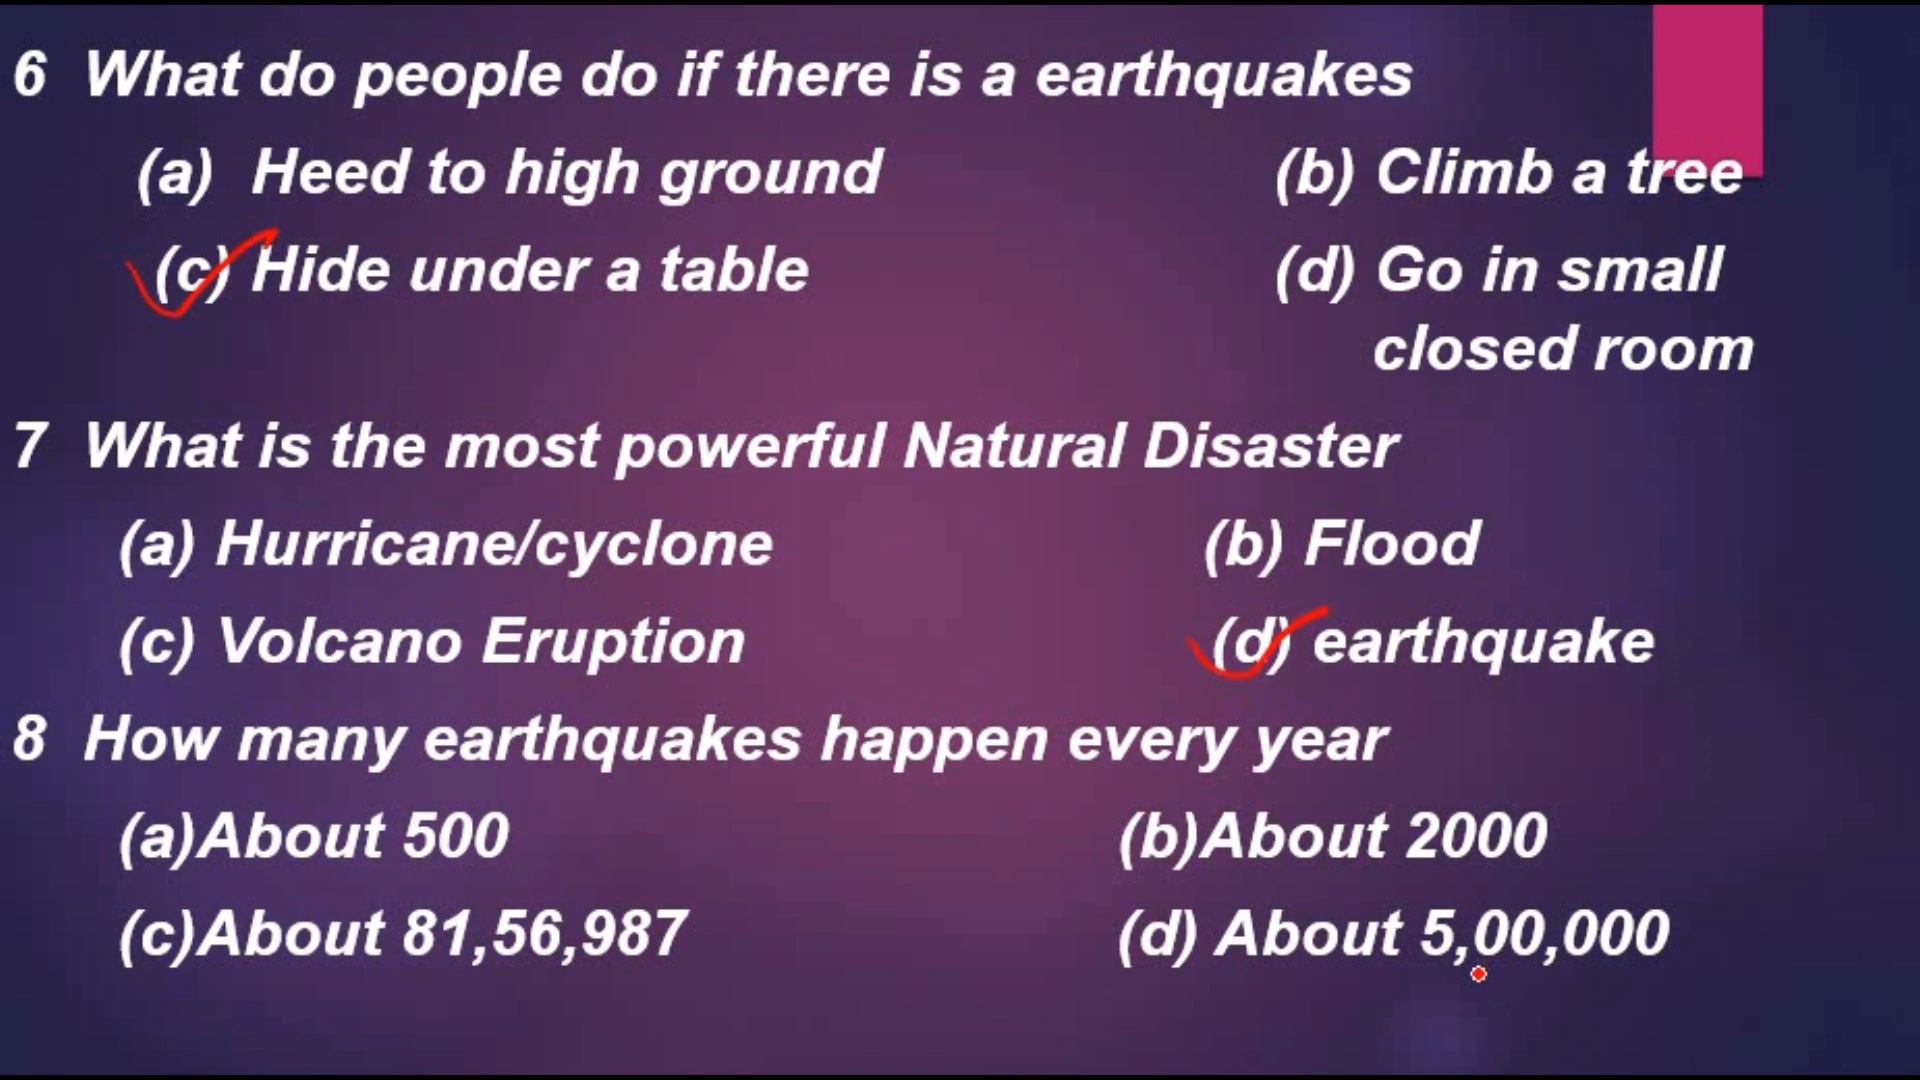 6 What do people do if there is a earthquakes
(a) Heed to high ground (b) Climb a tree
(c) Hide under a table (d) Go in small
closed room
7 What is the most powerful Natural Disaster
(a) Hurricane/cyclone (b) Flood
(c) Volcano Eruption (d) earthquake
8 How many earthquakes happen every year
(a)About 500 (b)About 2000
(c)About 81,56,987 (d) About 5,00,000